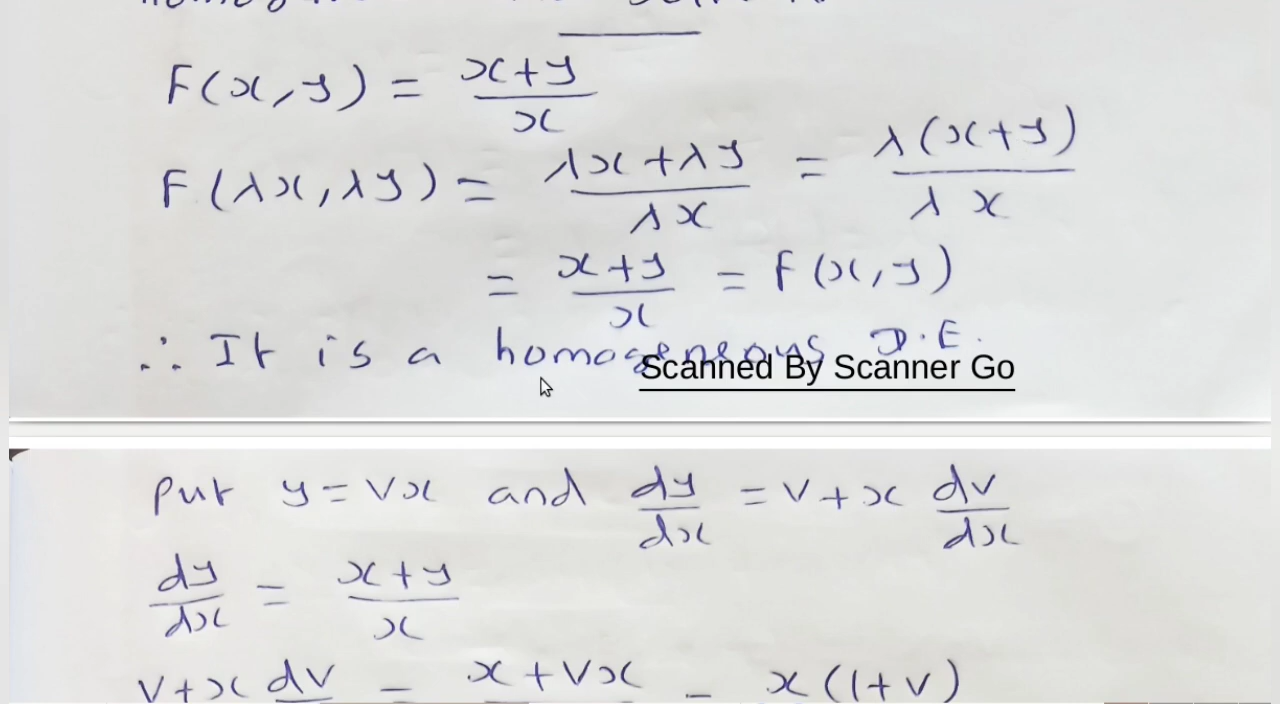 F(x,y) = x+y / x
F(λx,λy) = λx+λy / λx = λ(x+y) / λx
= x+y / x = F(x,y)
∴ It is a homogeneous D.E.
Scanned By Scanner Go
Put y=vx and dy/dx = v+x dv/dx
dy/dx = x+y / x
v+x dv = x+vx = x(1+v)